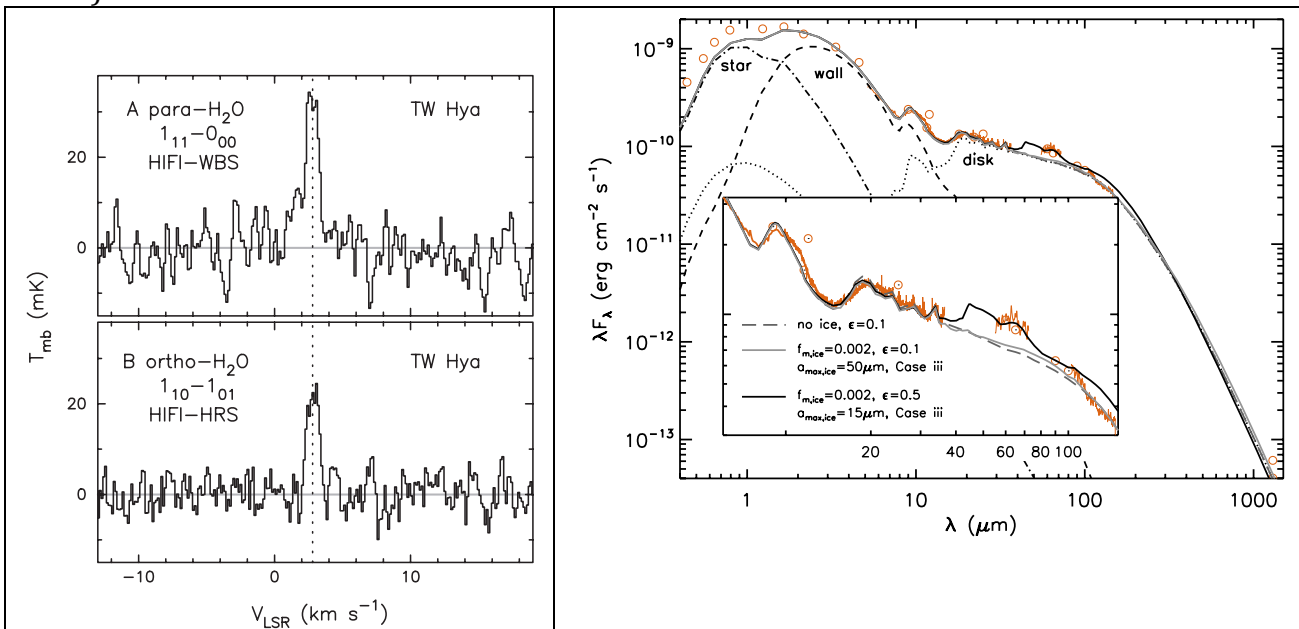 A para-H₂O
1₁₁-0₀₀
HIFI-WBS
TW Hya
20
0
B ortho-H₂O
1₁₀-1₀₁
HIFI-HRS
TW Hya
20
0
T_mb (mK)
-10
0
10
V_LSR (km s⁻¹)
10⁻⁹
10⁻¹⁰
10⁻¹¹
10⁻¹²
10⁻¹³
λF_λ (erg cm⁻² s⁻¹)
star
wall
disk
no ice, ε=0.1
f_m,ice=0.002, ε=0.1
a_max,ice=50μm, Case iii
f_m,ice=0.002, ε=0.5
a_max,ice=15μm, Case iii
20
40
60
80
100
1
10
100
1000
λ (μm)